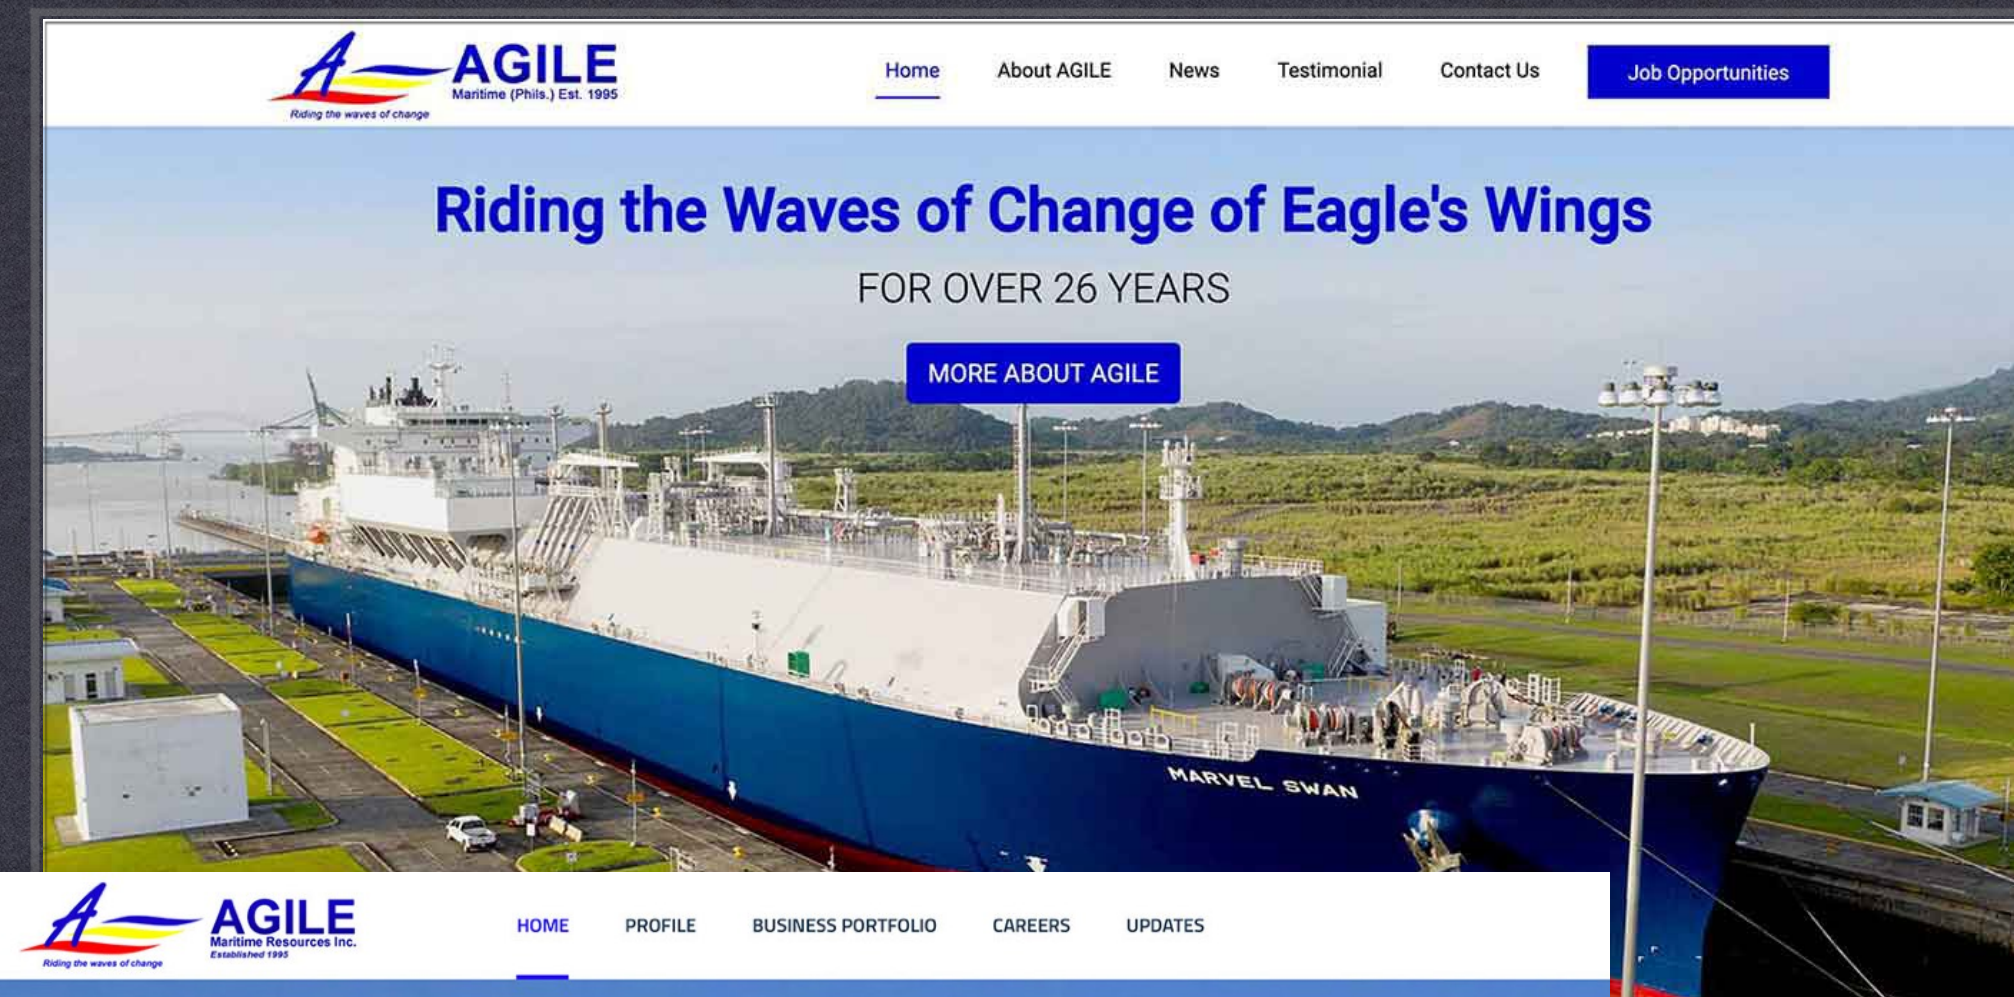 AGILE
Maritime (Phils.) Est. 1995
Riding the waves of change
Home About AGILE News Testimonial Contact Us Job Opportunities
Riding the Waves of Change of Eagle's Wings
FOR OVER 26 YEARS
MORE ABOUT AGILE
MARVEL SWAN
AGILE
Maritime Resources Inc.
Established 1995
Riding the waves of change
HOME PROFILE BUSINESS PORTFOLIO CAREERS UPDATES